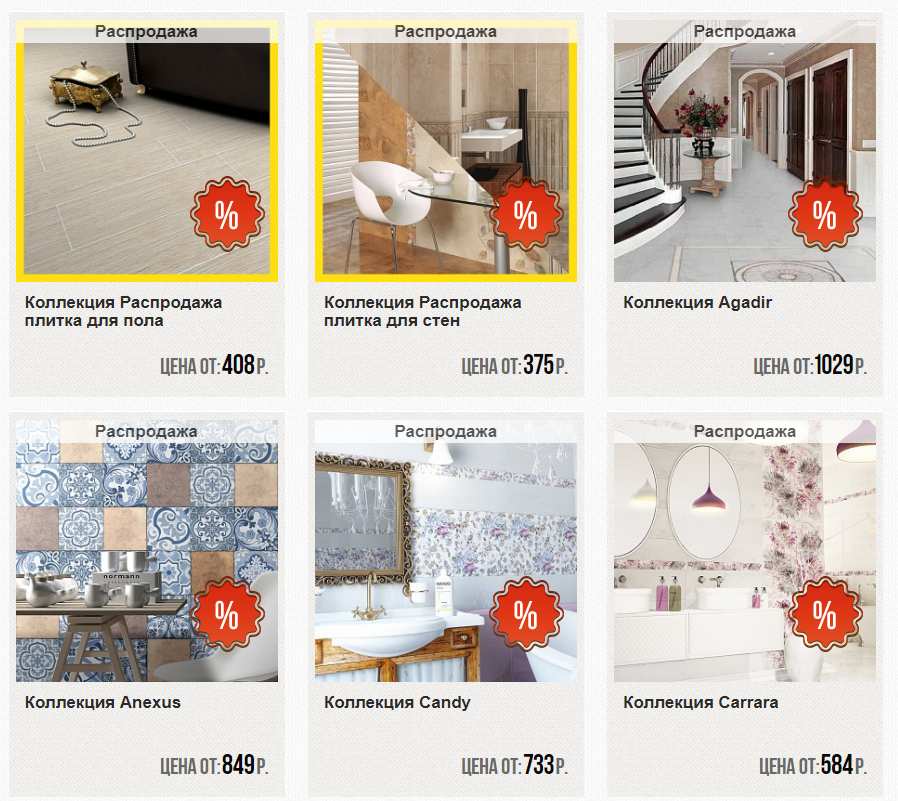 Распродажа
%
Коллекция Распродажа
плитка для пола
ЦЕНА ОТ: 408 Р.
Распродажа
%
Коллекция Распродажа
плитка для стен
ЦЕНА ОТ: 375 Р.
Распродажа
%
Коллекция Agadir
ЦЕНА ОТ: 1029 Р.
Распродажа
normann
%
Коллекция Anexus
ЦЕНА ОТ: 849 Р.
Распродажа
%
Коллекция Candy
ЦЕНА ОТ: 733 Р.
Распродажа
%
Коллекция Carrara
ЦЕНА ОТ: 584 Р.